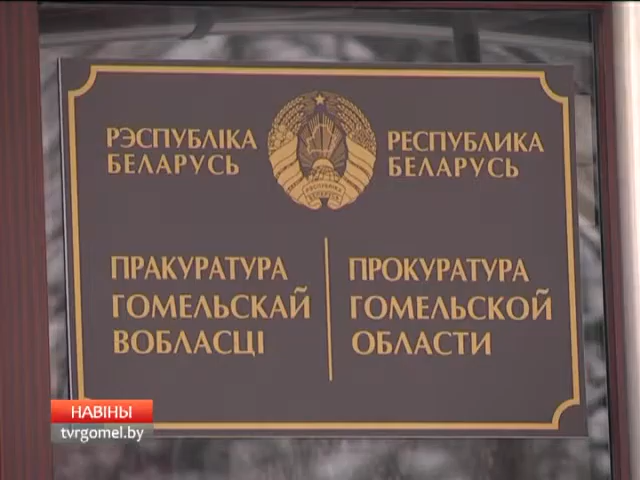 РЭСПУБЛІКА
БЕЛАРУСЬ
РЕСПУБЛИКА
БЕЛАРУСЬ
ПРАКУРАТУРА
ГОМЕЛЬСКАЙ
ВОБЛАСЦІ
ПРОКУРАТУРА
ГОМЕЛЬСКОЙ
ОБЛАСТИ
НАВІНЫ
tvrgomel.by